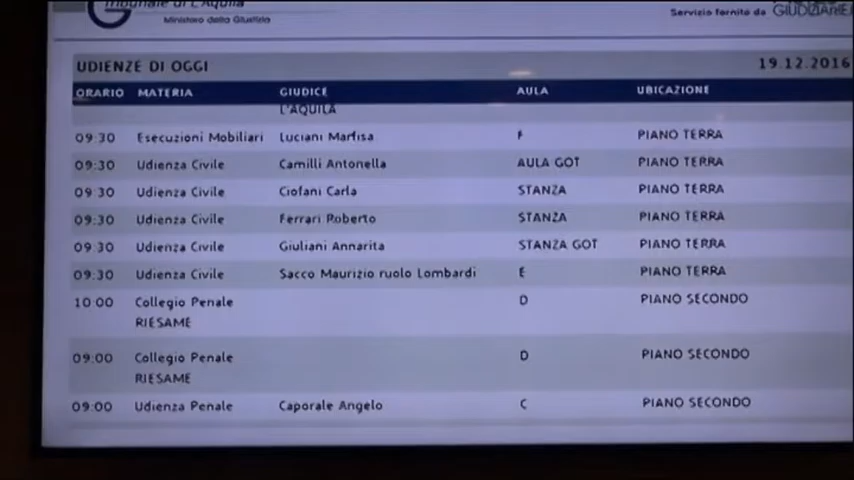 Tribunale di L'Aquila
Ministero della Giustizia
Servizio fornito da
UDIENZE DI OGGI 19.12.2016
ORARIO MATERIA GIUDICE AULA UBICAZIONE
L'AQUILA
09:30 Esecuzioni Mobiliari Luciani Marfisa F PIANO TERRA
09:30 Udienza Civile Camilli Antonella AULA GOT PIANO TERRA
09:30 Udienza Civile Ciofani Carla STANZA PIANO TERRA
09:30 Udienza Civile Ferrari Roberto STANZA PIANO TERRA
09:30 Udienza Civile Giuliani Annarita STANZA GOT PIANO TERRA
09:30 Udienza Civile Sacco Maurizio ruolo Lombardi E PIANO TERRA
10:00 Collegio Penale D PIANO SECONDO
RIESAME
09:00 Collegio Penale D PIANO SECONDO
RIESAME
09:00 Udienza Penale Caporale Angelo C PIANO SECONDO